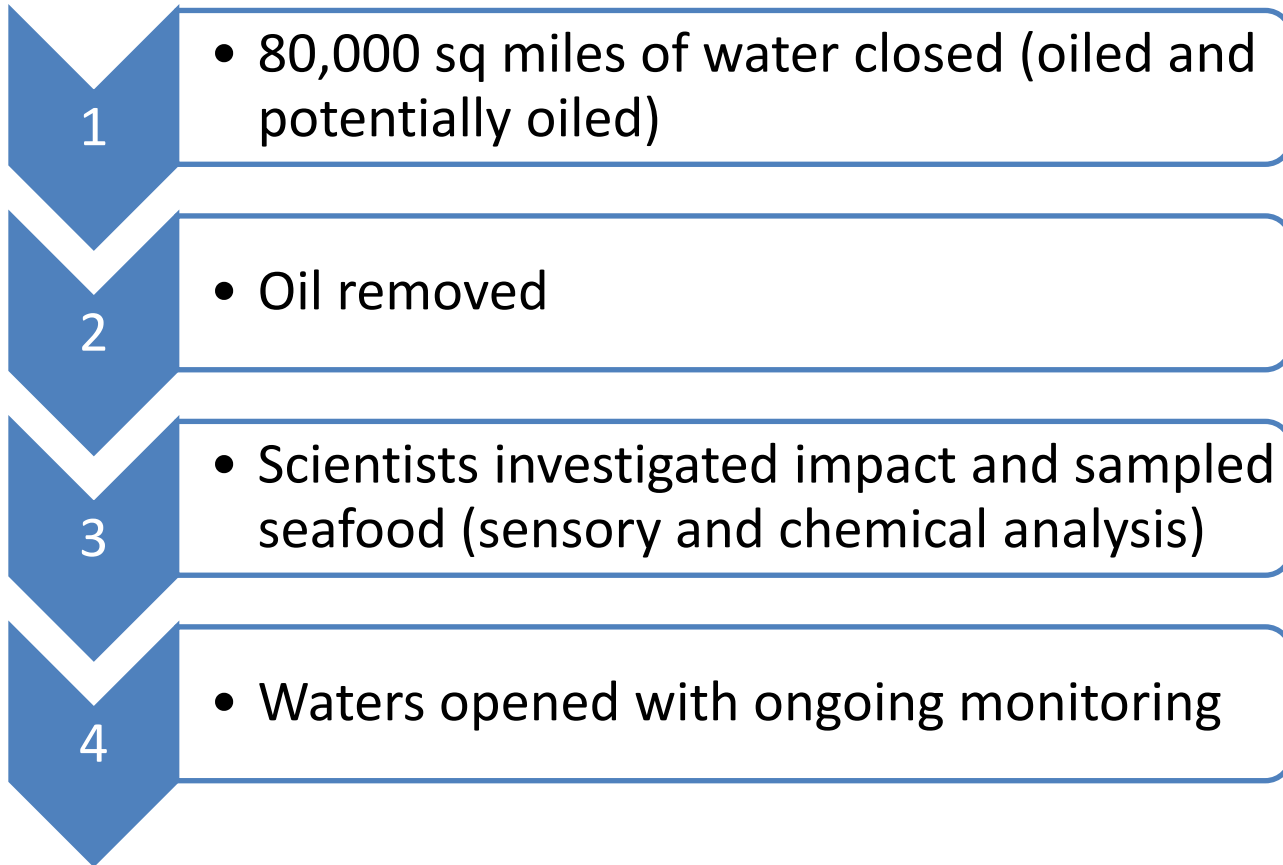 1
• 80,000 sq miles of water closed (oiled and
potentially oiled)
2
• Oil removed
3
• Scientists investigated impact and sampled
seafood (sensory and chemical analysis)
4
• Waters opened with ongoing monitoring